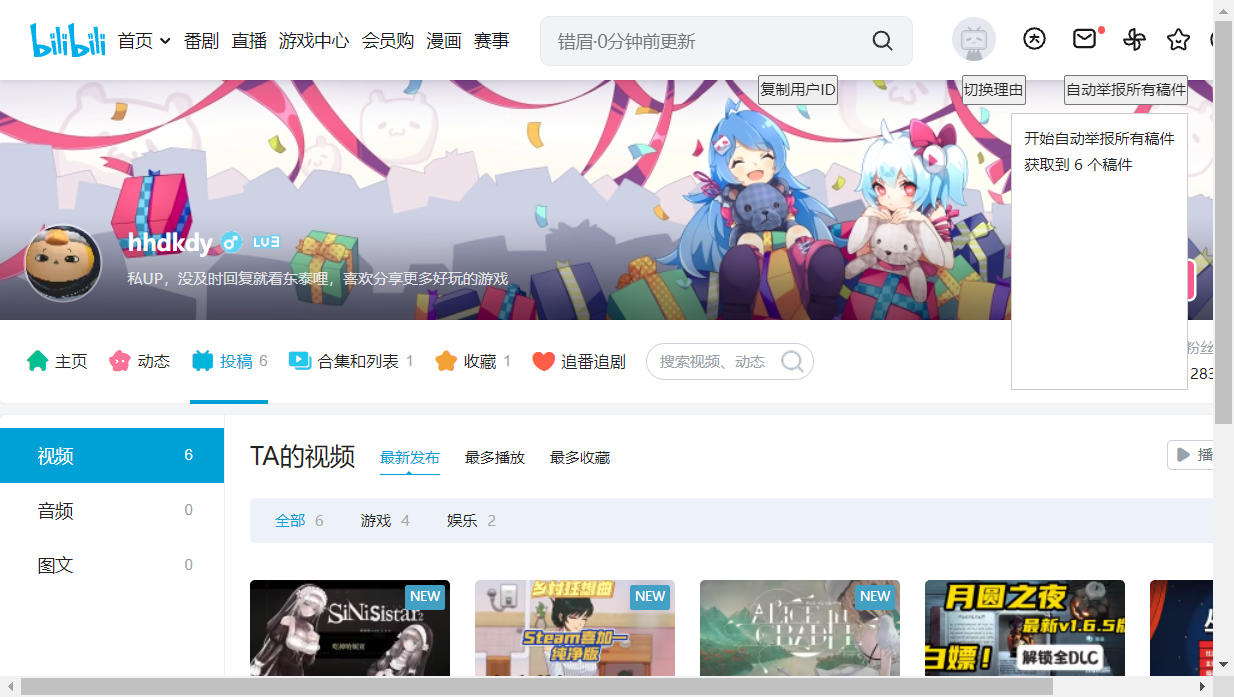 bilibili 首页 番剧 直播 游戏中心 会员购 漫画 赛事 错眉·0分钟前更新
复制用户ID 切换理由 自动举报所有稿件
开始自动举报所有稿件
获取到 6 个稿件
hhdkdy LV3
私UP，没及时回复就看东泰哩，喜欢分享更多好玩的游戏
主页 动态 投稿 6 合集和列表 1 收藏 1 追番追剧 搜索视频、动态
粉丝
283
视频 6
音频 0
图文 0
TA的视频 最新发布 最多播放 最多收藏 播
全部 6 游戏 4 娱乐 2
NEW
SiNiSistar2
NEW
乡村狂想曲
Steam喜加一
纯净版
NEW
ALICE IN CRADLE
月圆之夜
最新v1.6.5版
白嫖！ 解锁全DLC